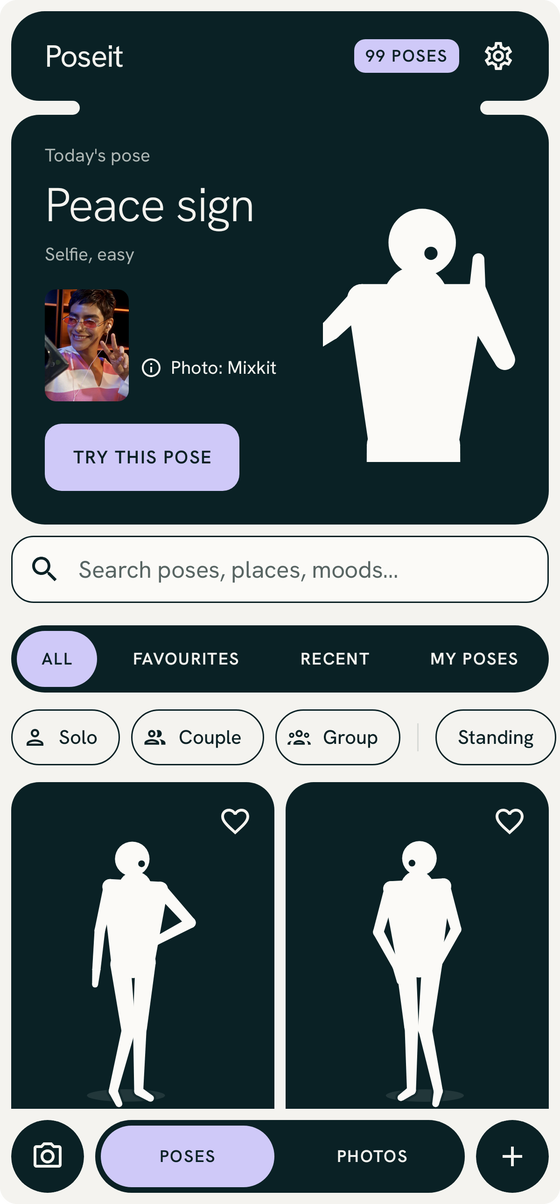 Poseit
99 POSES
Today's pose
Peace sign
Selfie, easy
Photo: Mixkit
TRY THIS POSE
Search poses, places, moods...
ALL
FAVOURITES
RECENT
MY POSES
Solo
Couple
Group
Standing
POSES
PHOTOS